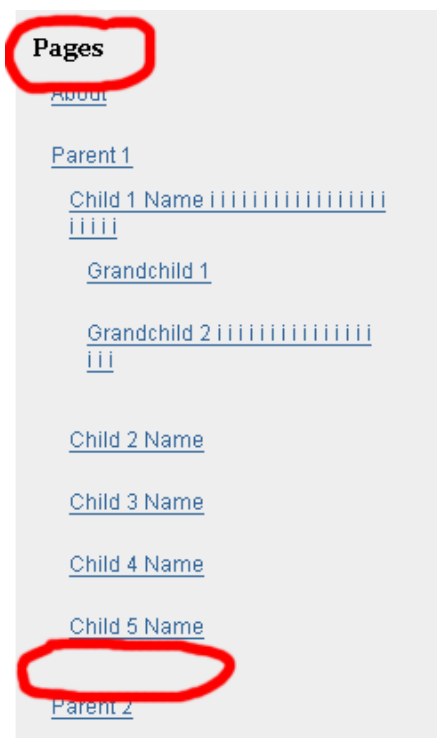 Pages
About
Parent 1
Child 1 Name i i i i i i i i i i i i i i i i i
i i i i i
Grandchild 1
Grandchild 2 i i i i i i i i i i i i i i i
i i i
Child 2 Name
Child 3 Name
Child 4 Name
Child 5 Name
Parent 2